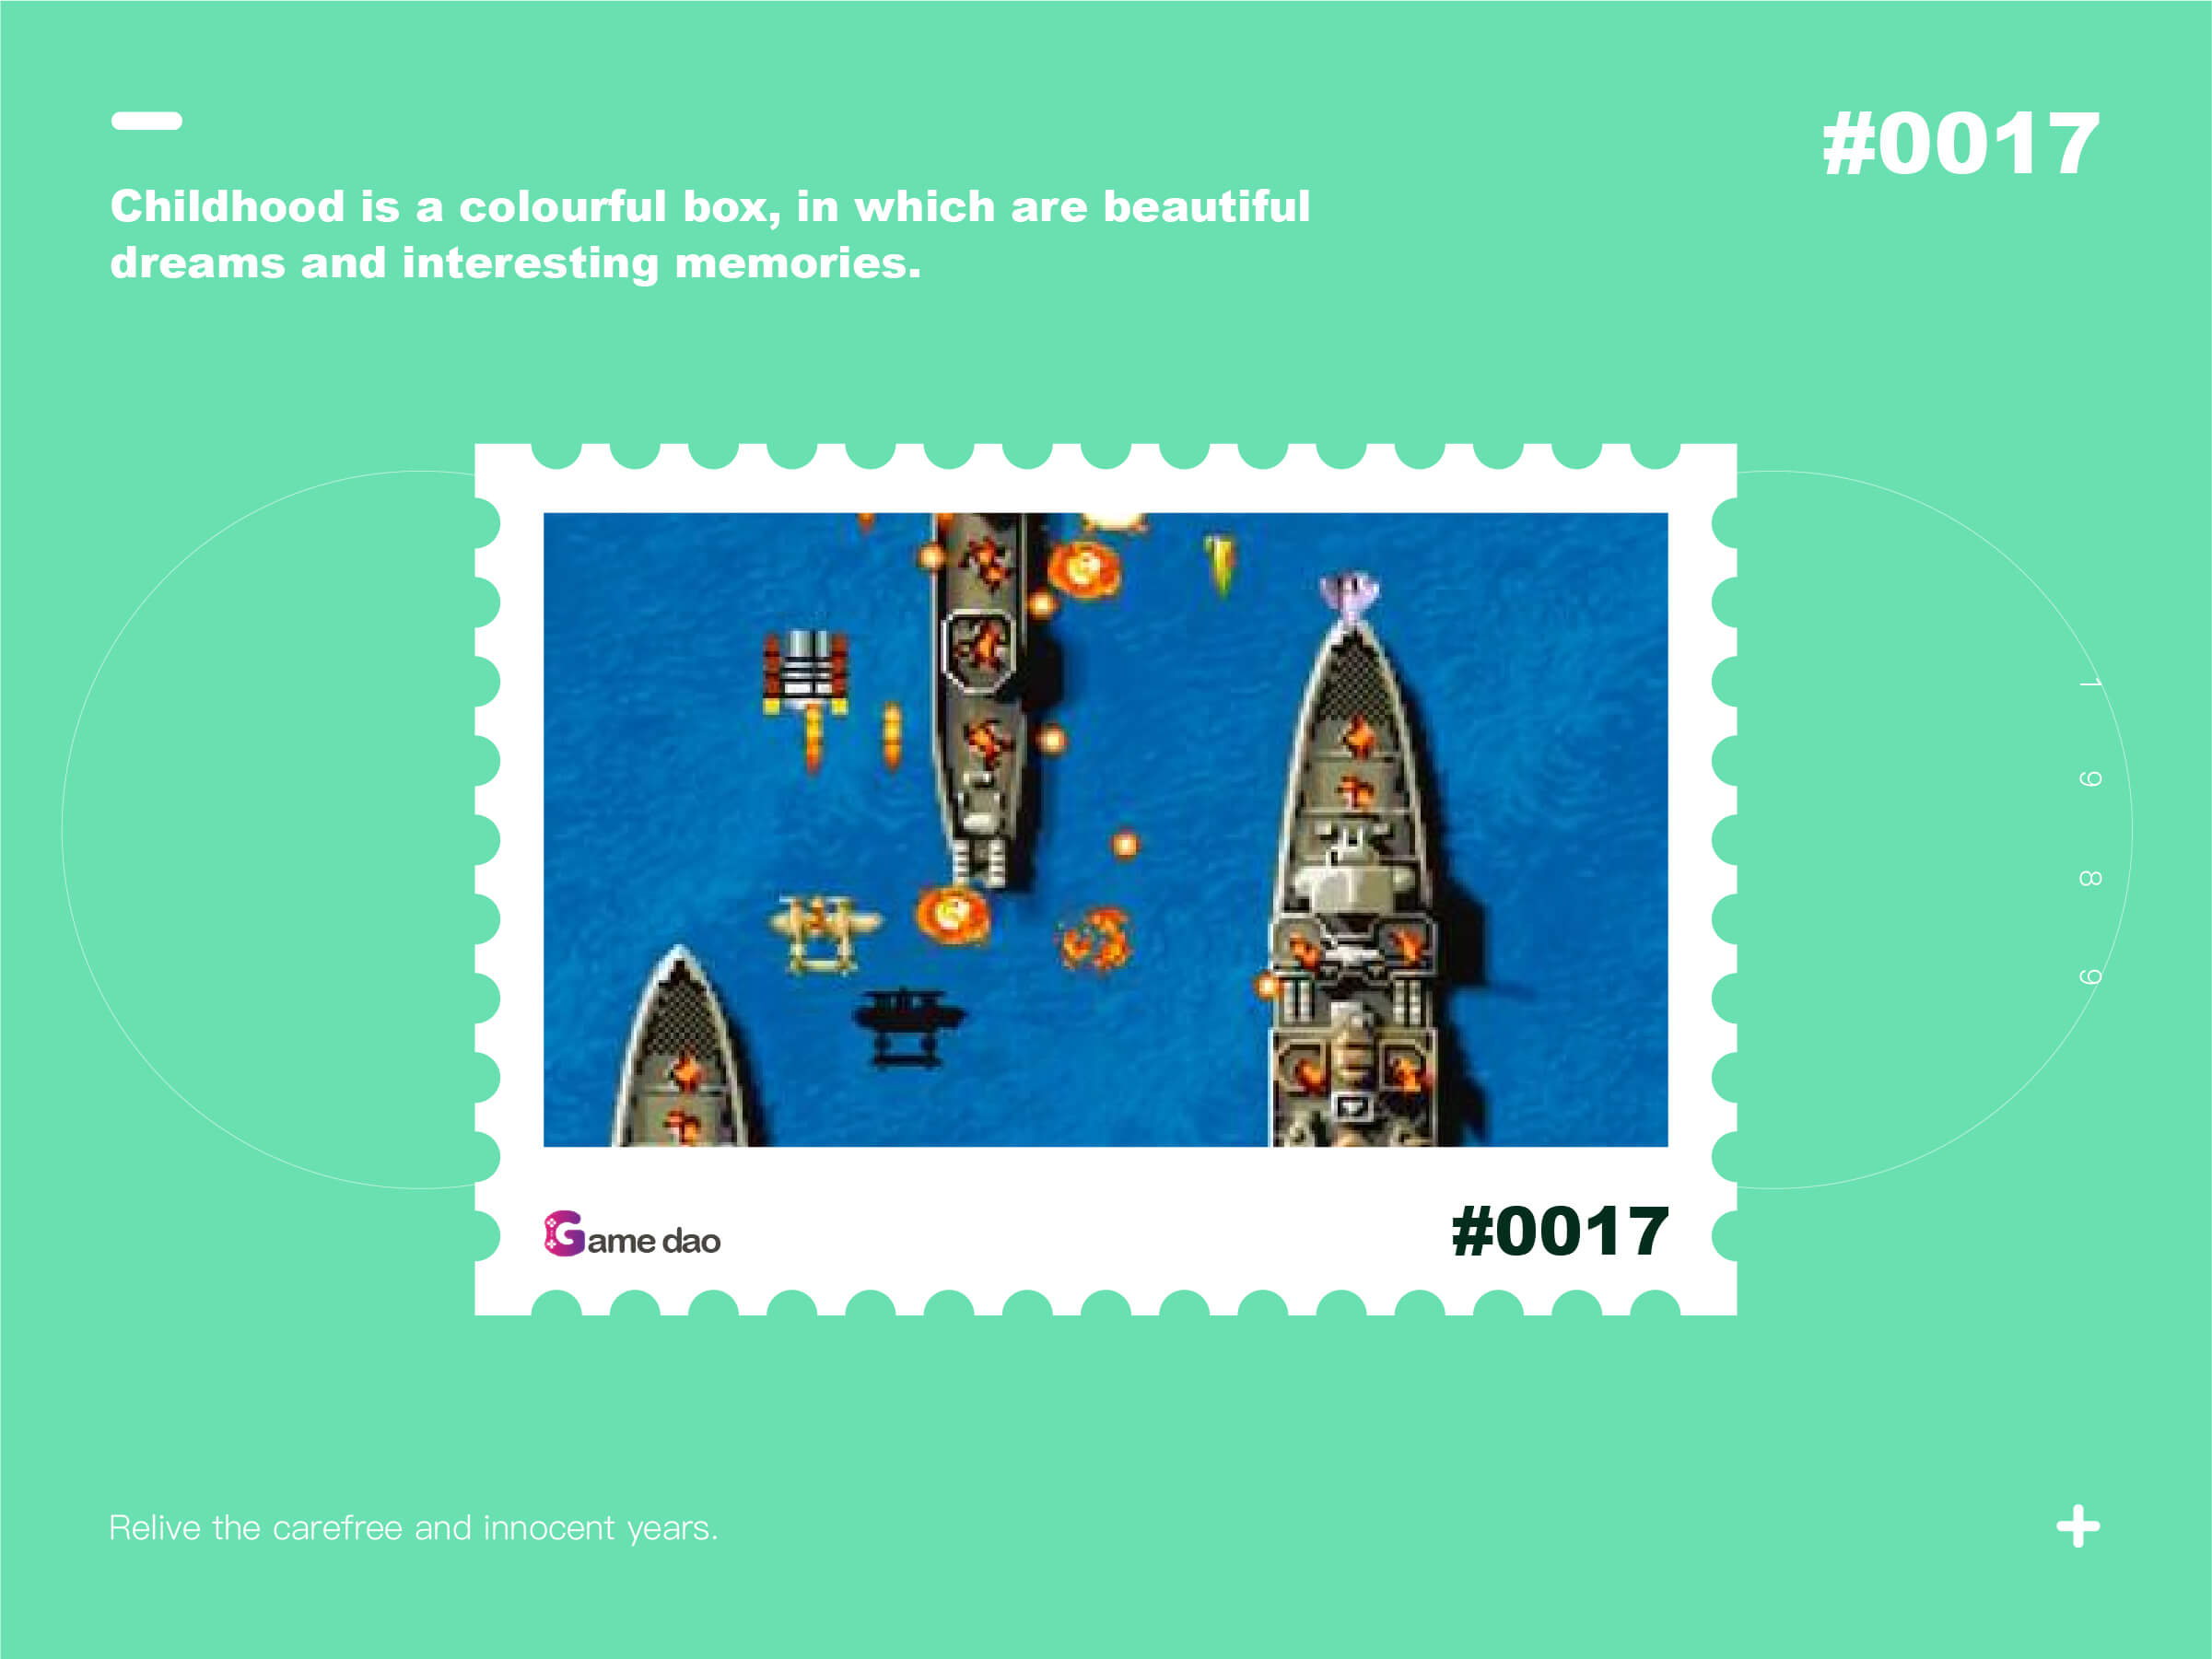 #0017
Childhood is a colourful box, in which are beautiful
dreams and interesting memories.
1 9 8 9
Game dao
#0017
Relive the carefree and innocent years.